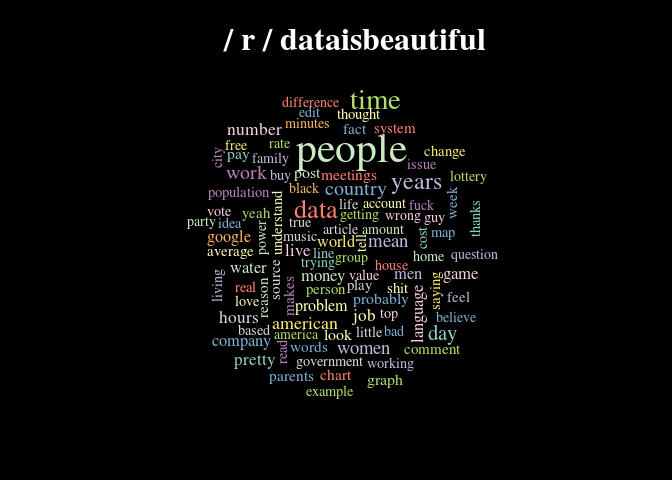 / r / dataisbeautiful
difference time
edit thought
number minutes fact system
free rate people change
city pay family issue
work buy post meetings lottery
population black country years week
data life account fuck thanks
vote yeah understand getting wrong guy
party idea true
google power music article amount cost map
average live line world tell mean home question
water source trying group house
living real reason makes money value men game
love person play shit saying feel
hours problem probably language
based american job top believe
company america look little bad day
read words women comment
pretty government working
parents chart graph
example